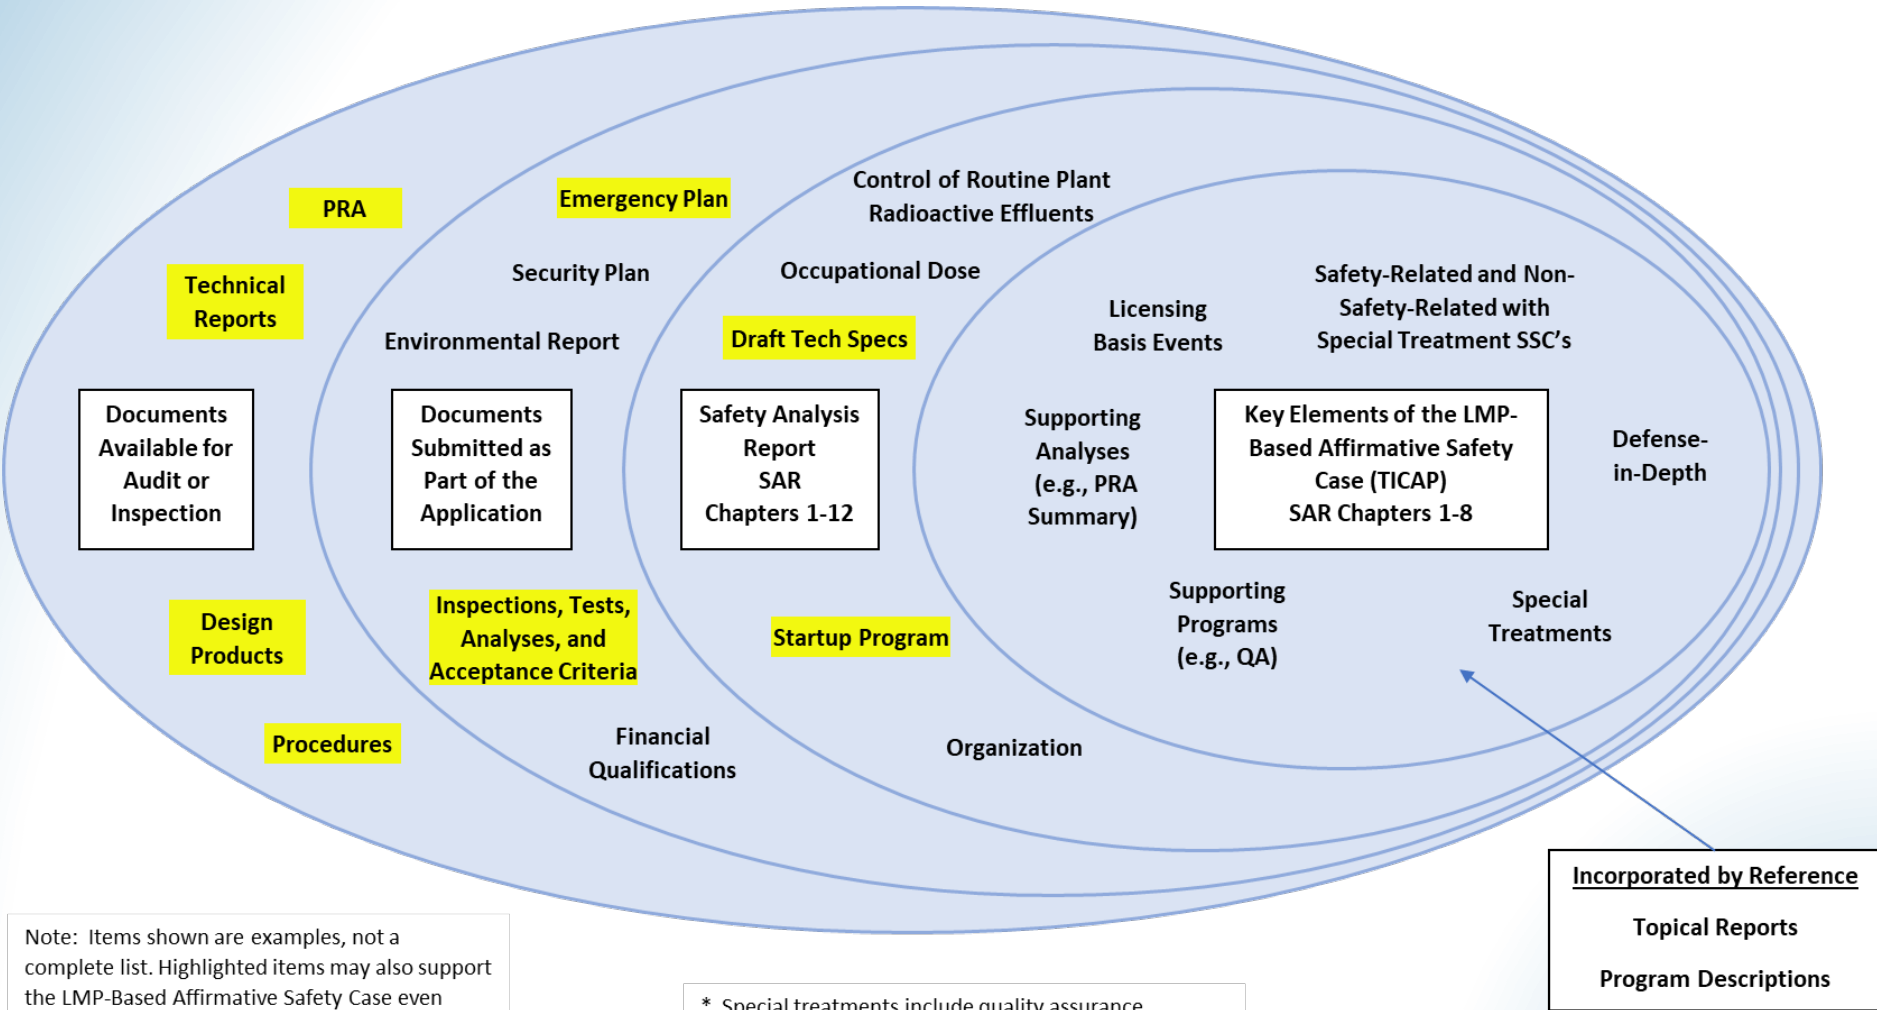 PRA
Technical
Reports
Documents
Available for
Audit or
Inspection
Design
Products
Procedures
Emergency Plan
Security Plan
Environmental Report
Documents
Submitted as
Part of the
Application
Inspections, Tests,
Analyses, and
Acceptance Criteria
Financial
Qualifications
Control of Routine Plant
Radioactive Effluents
Occupational Dose
Draft Tech Specs
Safety Analysis
Report
SAR
Chapters 1-12
Startup Program
Organization
Licensing
Basis Events
Safety-Related and Non-
Safety-Related with
Special Treatment SSC’s
Supporting
Analyses
(e.g., PRA
Summary)
Key Elements of the LMP-
Based Affirmative Safety
Case (TICAP)
SAR Chapters 1-8
Defense-
in-Depth
Supporting
Programs
(e.g., QA)
Special
Treatments
Incorporated by Reference
Topical Reports
Program Descriptions
Note: Items shown are examples, not a
complete list. Highlighted items may also support
the LMP-Based Affirmative Safety Case even
* Special treatments include quality assurance